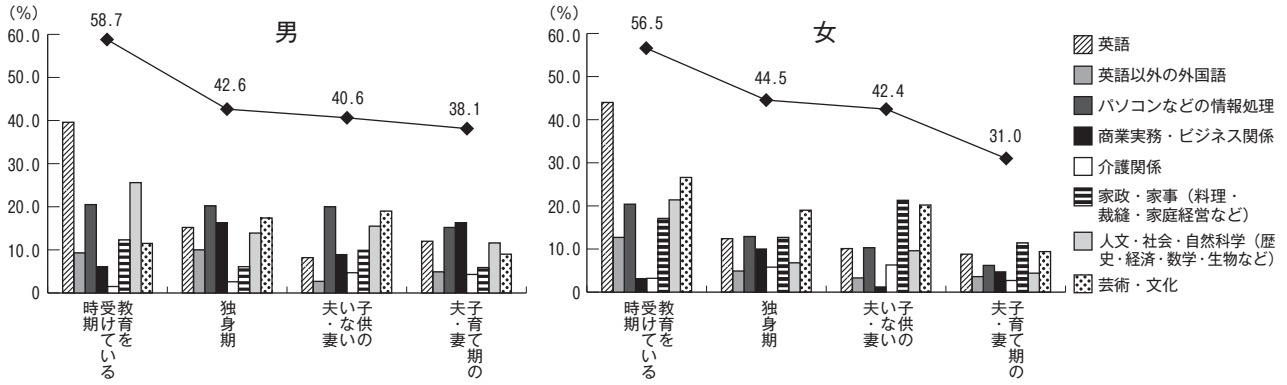 (%)
男
60.0
50.0
40.0
30.0
20.0
10.0
0
58.7
42.6
40.6
38.1
教育を
受けている
時期
独身期
子供の
いない
夫・妻
子育て期の
夫・妻
(%)
女
60.0
50.0
40.0
30.0
20.0
10.0
0
56.5
44.5
42.4
31.0
教育を
受けている
時期
独身期
子供の
いない
夫・妻
子育て期の
夫・妻
英語
英語以外の外国語
パソコンなどの情報処理
商業実務・ビジネス関係
介護関係
家政・家事（料理・
裁縫・家庭経営など）
人文・社会・自然科学（歴
史・経済・数学・生物など）
芸術・文化